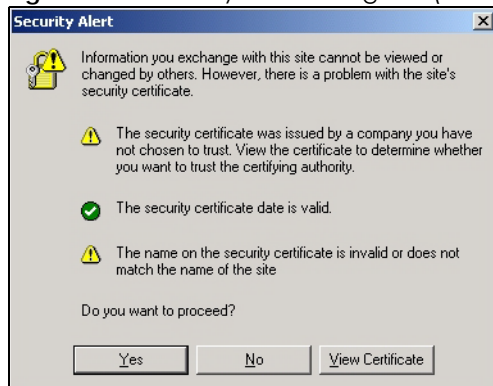 Security Alert
Information you exchange with this site cannot be viewed or
changed by others. However, there is a problem with the site's
security certificate.
The security certificate was issued by a company you have
not chosen to trust. View the certificate to determine whether
you want to trust the certifying authority.
The security certificate date is valid.
The name on the security certificate is invalid or does not
match the name of the site
Do you want to proceed?
Yes No View Certificate